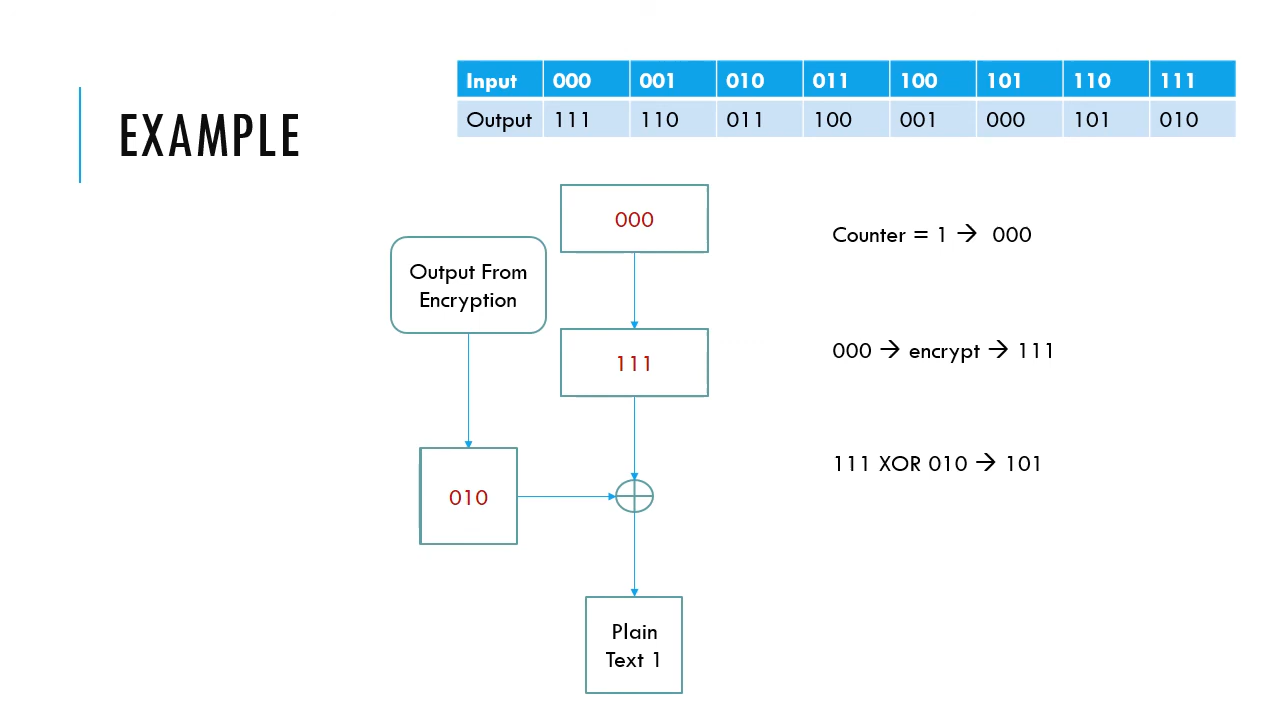 EXAMPLE
Input 000 001 010 011 100 101 110 111
Output 111 110 011 100 001 000 101 010
000
Counter = 1 → 000
Output From
Encryption
111
000 → encrypt → 111
010
111 XOR 010 → 101
Plain
Text 1